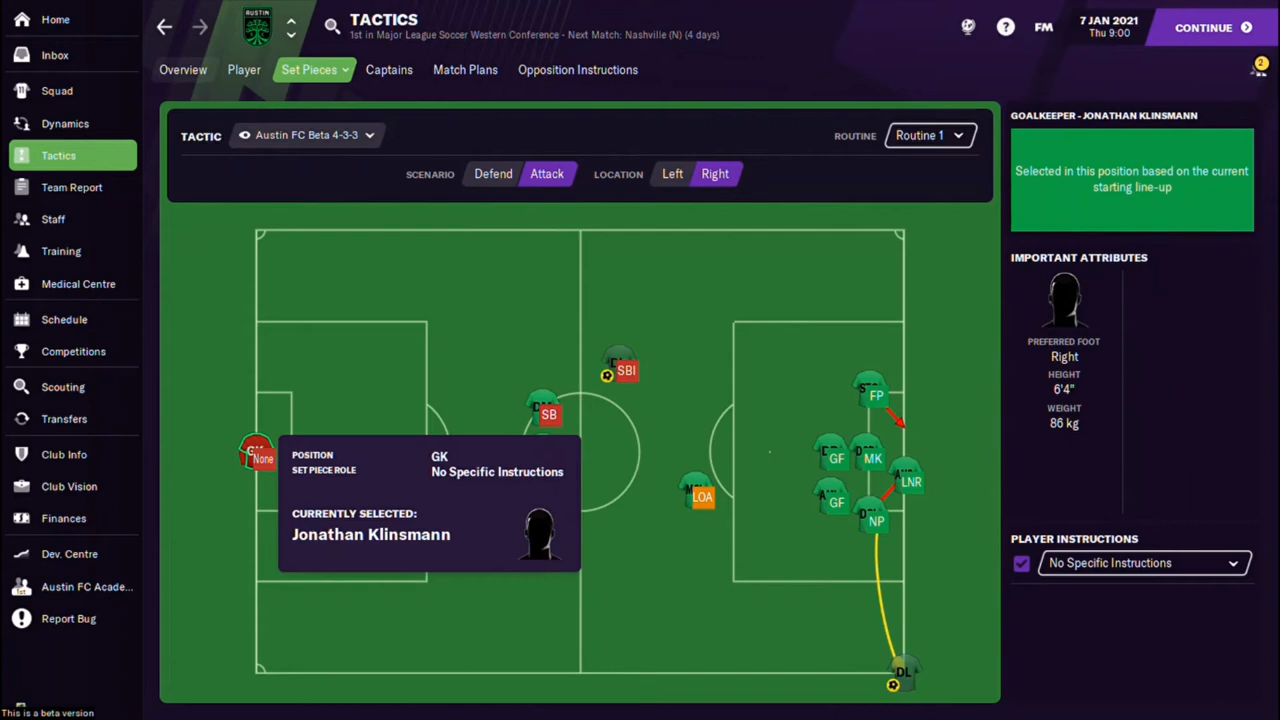 Home
Inbox
Squad
Dynamics
Tactics
Team Report
Staff
Training
Medical Centre
Schedule
Competitions
Scouting
Transfers
Club Info
Club Vision
Finances
Dev. Centre
Austin FC Acade...
1st
Report Bug
This is a beta version
AUSTIN
TACTICS
1st in Major League Soccer Western Conference - Next Match: Nashville (N) (4 days)
?
FM
7 JAN 2021
Thu 9:00
CONTINUE
2
Overview
Player
Set Pieces
Captains
Match Plans
Opposition Instructions
TACTIC
Austin FC Beta 4-3-3
ROUTINE
Routine 1
SCENARIO
Defend
Attack
LOCATION
Left
Right
SBI
FP
SB
GF
MK
None
LNR
LOA
GF
NP
DL
POSITION
GK
SET PIECE ROLE
No Specific Instructions
CURRENTLY SELECTED:
Jonathan Klinsmann
GOALKEEPER - JONATHAN KLINSMANN
Selected in this position based on the current
starting line-up
IMPORTANT ATTRIBUTES
PREFERRED FOOT
Right
HEIGHT
6'4"
WEIGHT
86 kg
PLAYER INSTRUCTIONS
No Specific Instructions